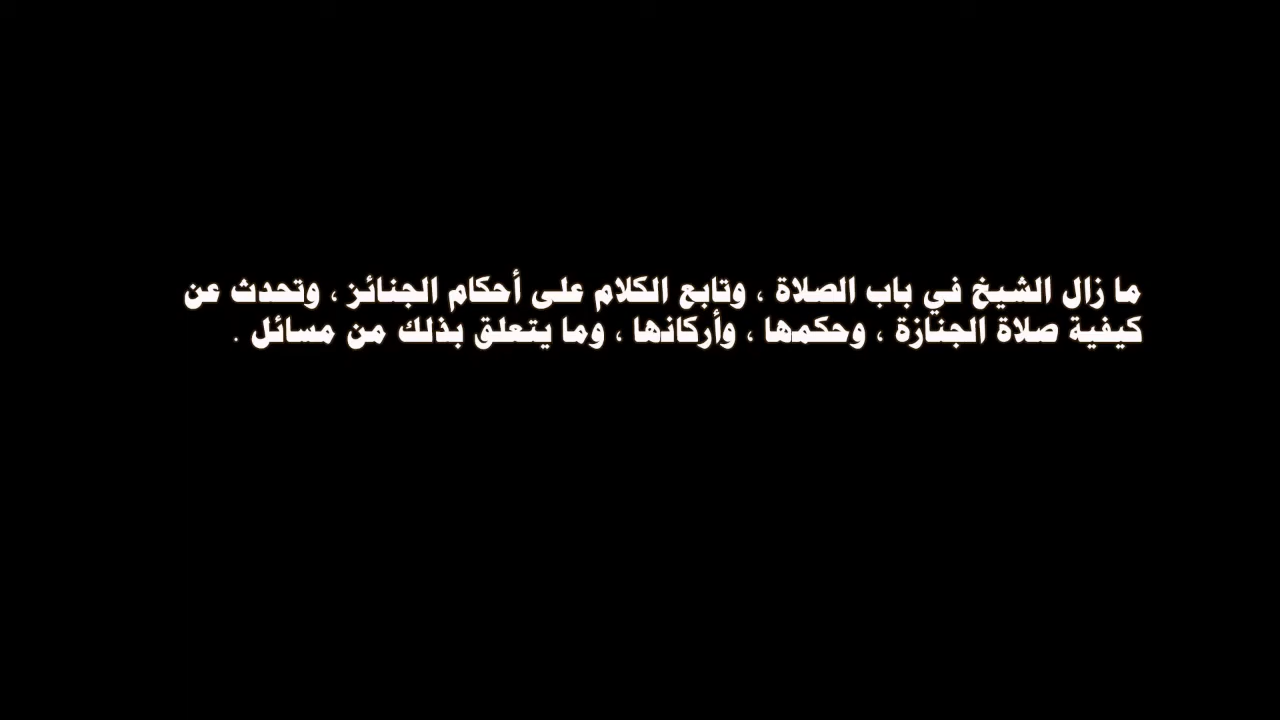 ما زال الشيخ في باب الصلاة ، وتابع الكلام على أحكام الجنائز ، وتحدث عن
كيفية صلاة الجنازة ، وحكمها ، وأركانها ، وما يتعلق بذلك من مسائل .